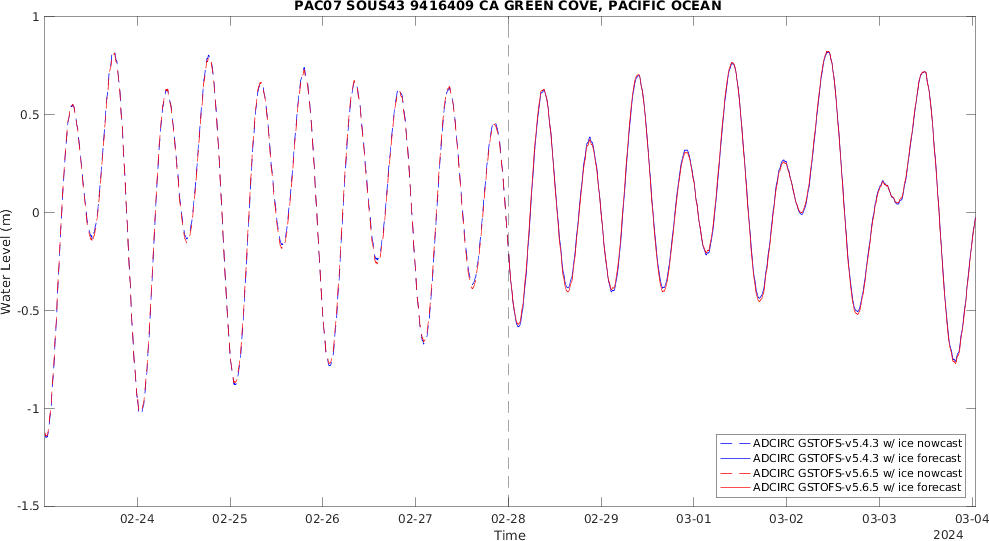 PAC07 SOUS43 9416409 CA GREEN COVE, PACIFIC OCEAN
Water Level (m)
1
0.5
0
-0.5
-1
-1.5
02-24
02-25
02-26
02-27
02-28
02-29
03-01
03-02
03-03
03-04
Time
2024
ADCIRC GSTOFS-v5.4.3 w/ ice nowcast
ADCIRC GSTOFS-v5.4.3 w/ ice forecast
ADCIRC GSTOFS-v5.6.5 w/ ice nowcast
ADCIRC GSTOFS-v5.6.5 w/ ice forecast